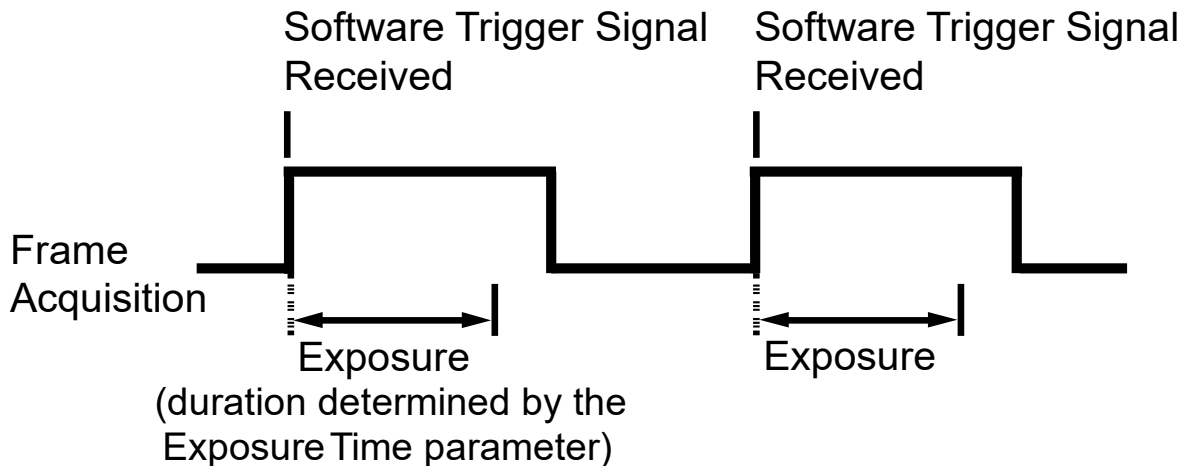 Software Trigger Signal
Received
Software Trigger Signal
Received
Frame
Acquisition
Exposure
(duration determined by the
Exposure Time parameter)
Exposure